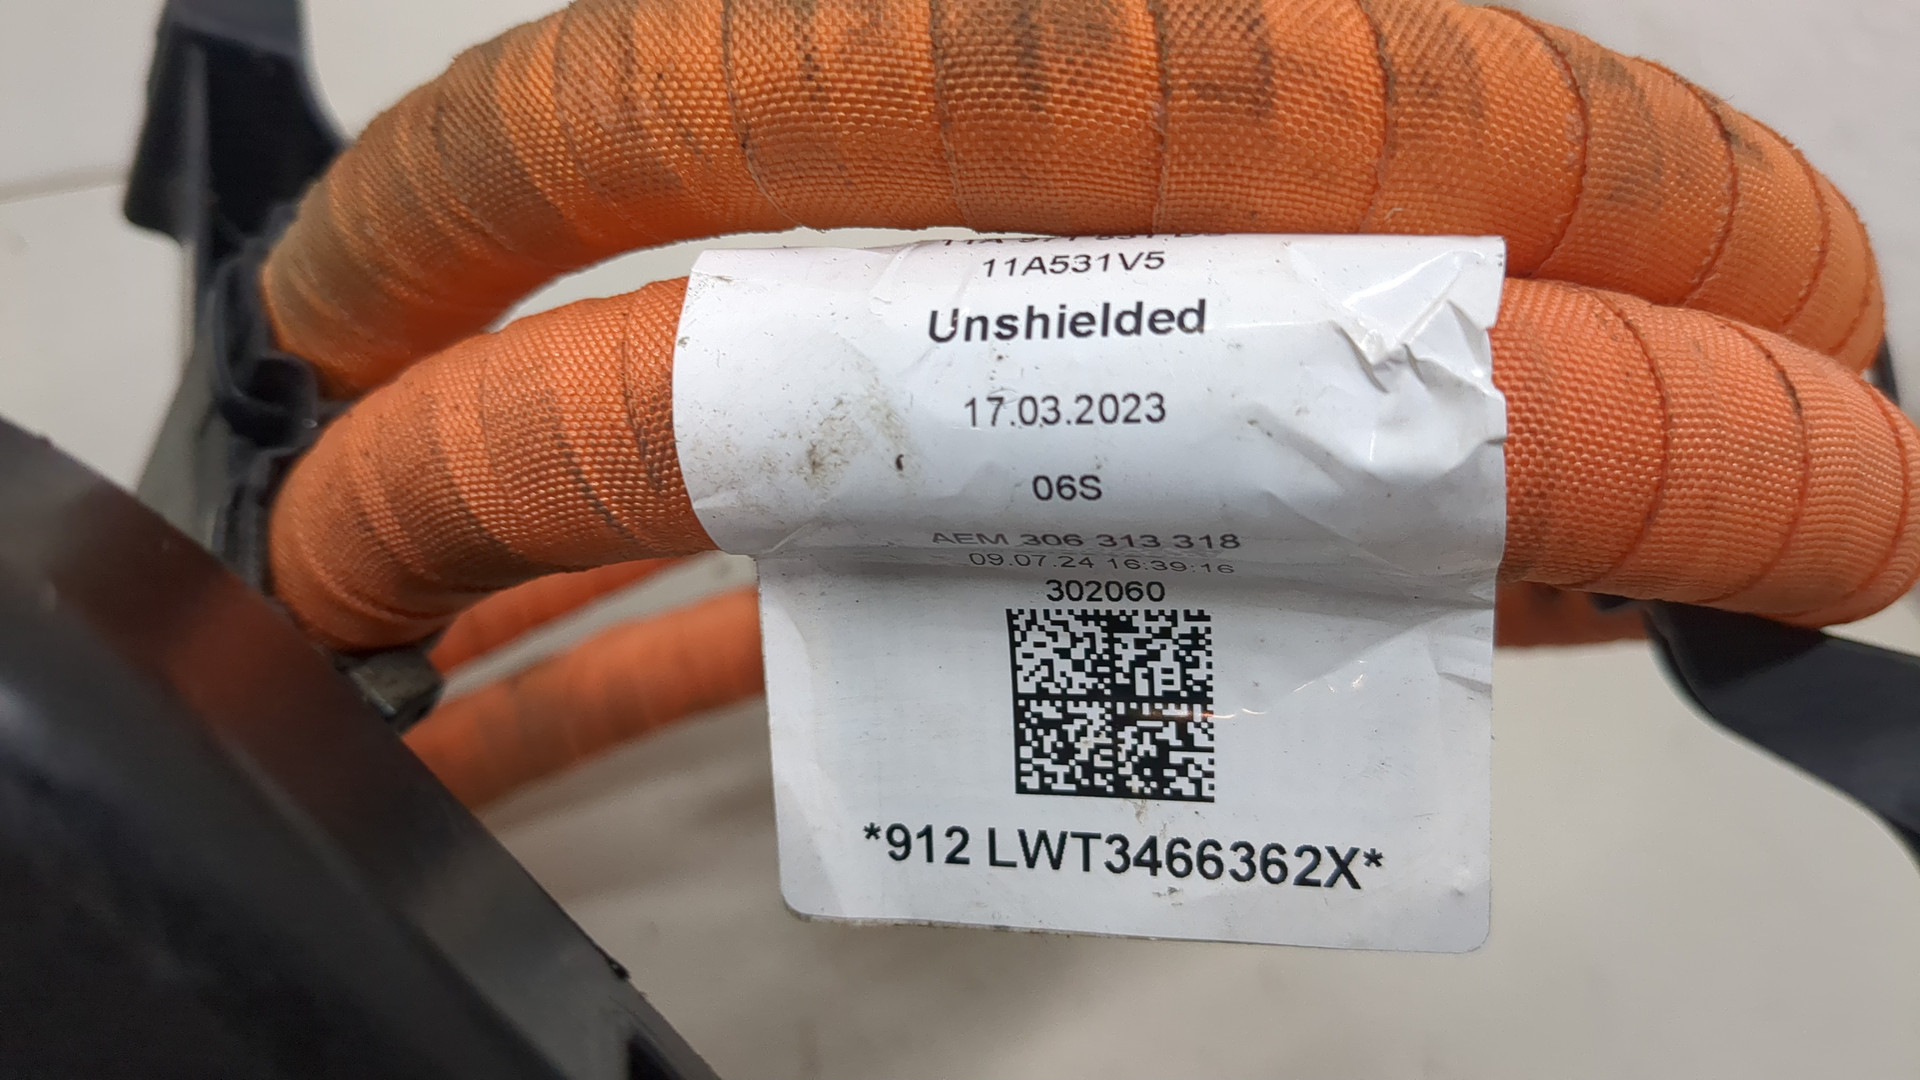 11A531V5
Unshielded
17.03.2023
06S
AEM 306 313 318
09.07.24 16:39:16
302060
*912 LWT3466362X*